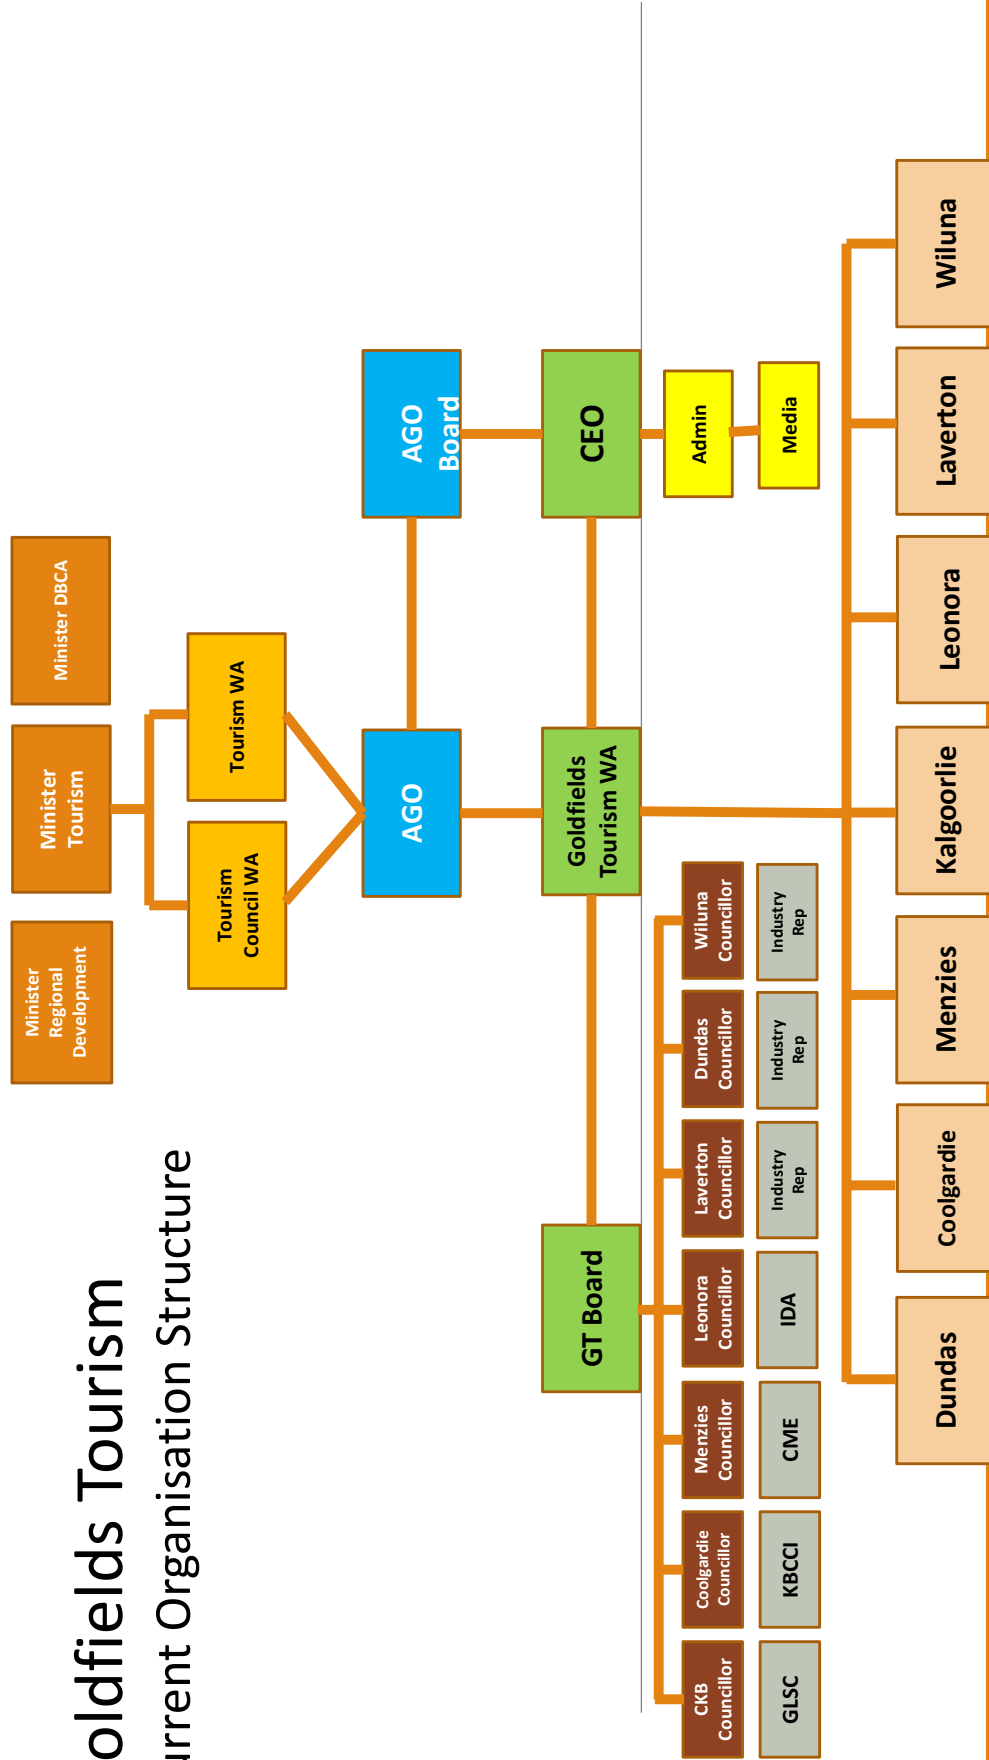 oldfields Tourism
urrent Organisation Structure
Minister
Regional
Development
Minister
Tourism
Minister DBCA
Tourism
Council WA
Tourism WA
AGO
AGO
Board
GT Board
Goldfields
Tourism WA
CEO
CKB
Councillor
Coolgardie
Councillor
Menzies
Councillor
Leonora
Councillor
Laverton
Councillor
Dundas
Councillor
Wiluna
Councillor
Admin
GLSC
KBCCI
CME
IDA
Industry
Rep
Industry
Rep
Industry
Rep
Media
Dundas
Coolgardie
Menzies
Kalgoorlie
Leonora
Laverton
Wiluna